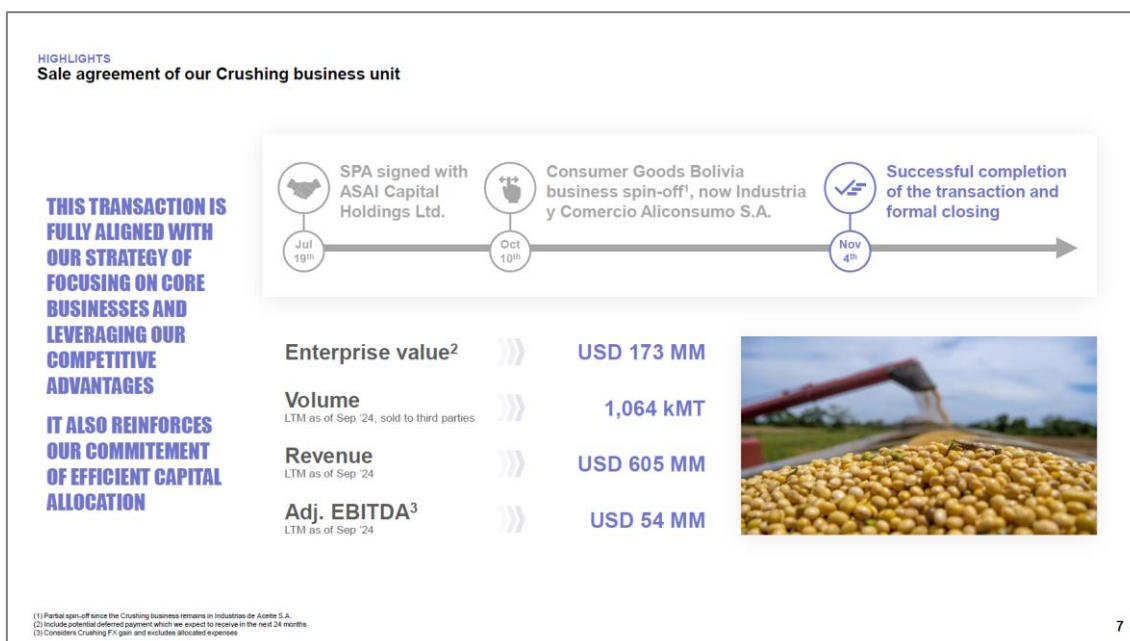 HIGHLIGHTS
Sale agreement of our Crushing business unit
THIS TRANSACTION IS
FULLY ALIGNED WITH
OUR STRATEGY OF
FOCUSING ON CORE
BUSINESSES AND
LEVERAGING OUR
COMPETITIVE
ADVANTAGES
IT ALSO REINFORCES
OUR COMMITEMENT
OF EFFICIENT CAPITAL
ALLOCATION
SPA signed with
ASAI Capital
Holdings Ltd.
Jul
19th
Consumer Goods Bolivia
business spin-off¹, now Industria
y Comercio Aliconsumo S.A.
Oct
10th
Successful completion
of the transaction and
formal closing
Nov
4th
Enterprise value² USD 173 MM
Volume 1,064 kMT
LTM as of Sep '24, sold to third parties
Revenue USD 605 MM
LTM as of Sep '24
Adj. EBITDA³ USD 54 MM
LTM as of Sep '24
(1) Partial spin-off since the Crushing business remains in Industrias de Aceite S.A.
(2) Include potential deferred payment which we expect to receive in the next 24 months
(3) Considers Crushing FX gain and excludes allocated expenses
7